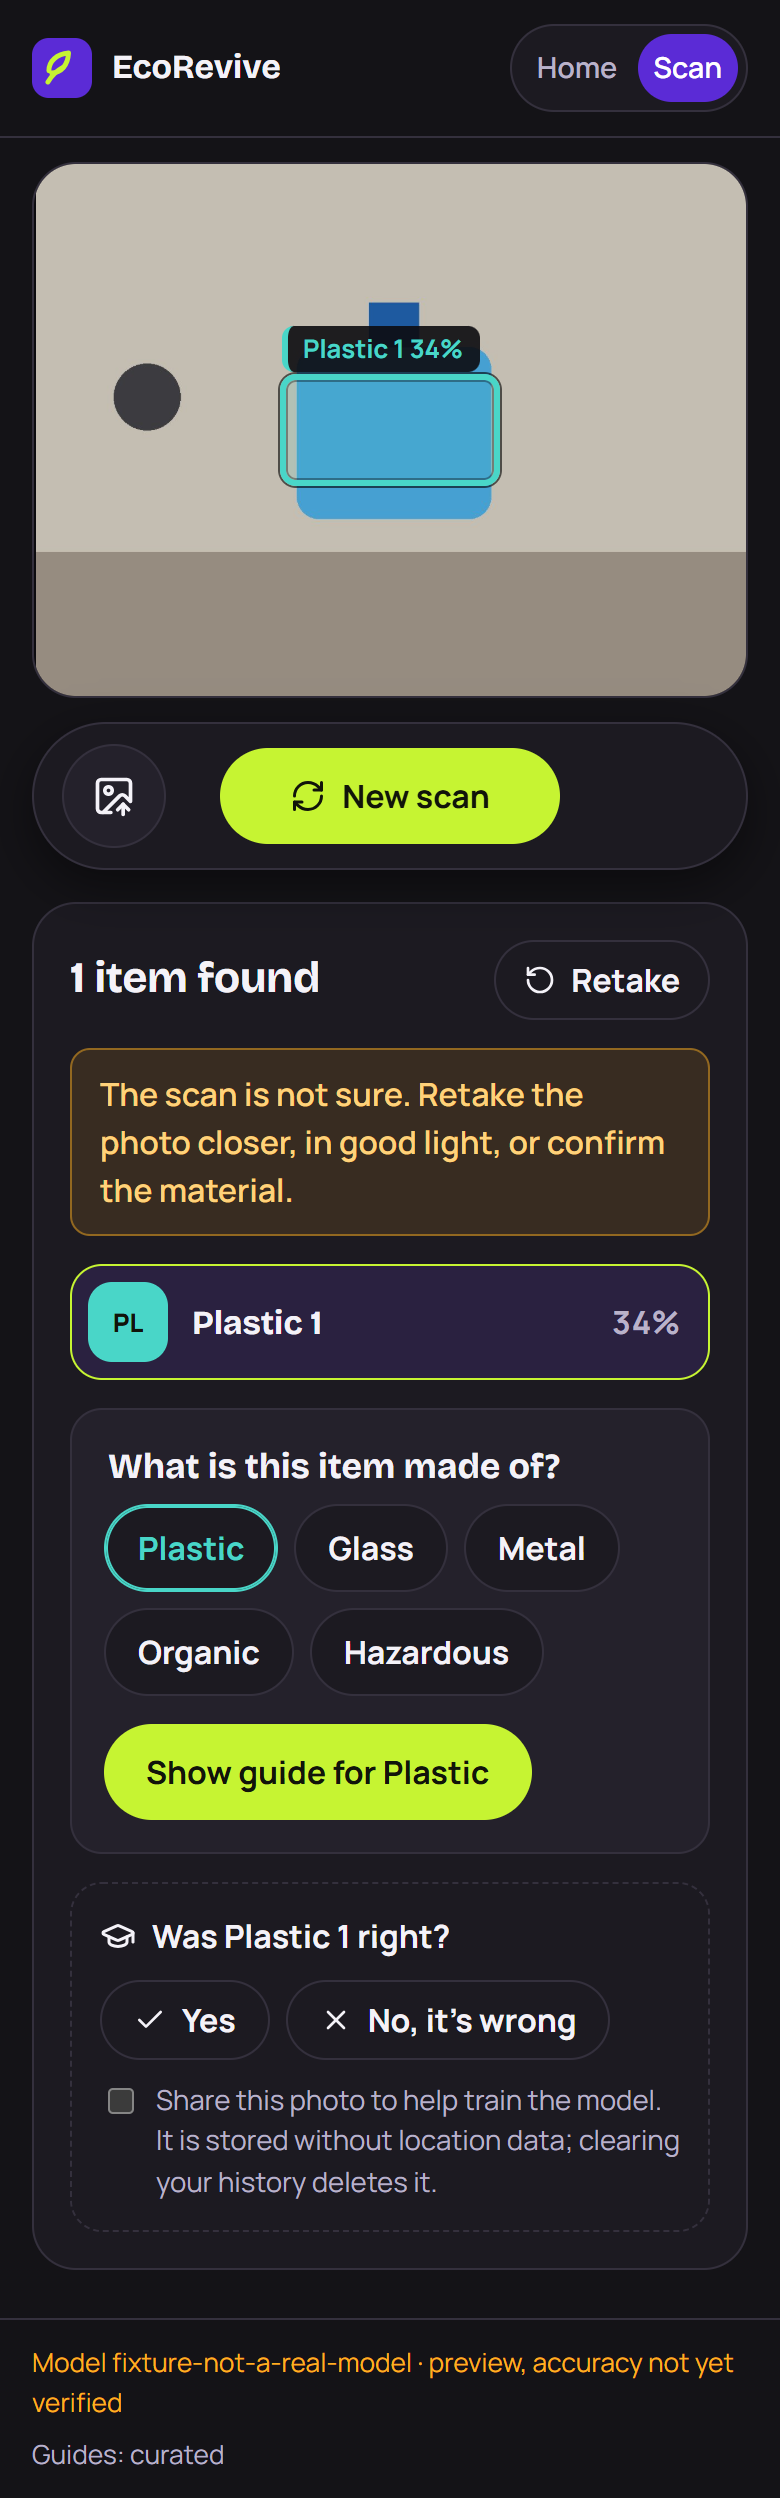 EcoRevive
Home
Scan
Plastic 1 34%
New scan
1 item found
Retake
The scan is not sure. Retake the
photo closer, in good light, or confirm
the material.
PL
Plastic 1
34%
What is this item made of?
Plastic
Glass
Metal
Organic
Hazardous
Show guide for Plastic
Was Plastic 1 right?
Yes
No, it’s wrong
Share this photo to help train the model.
It is stored without location data; clearing
your history deletes it.
Model fixture-not-a-real-model · preview, accuracy not yet
verified
Guides: curated